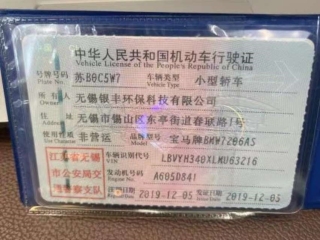 中华人民共和国机动车行驶证
Vehicle License of the People's Republic of China
号牌号码 苏B0C5W7 车辆类型 小型轿车
Plate No. Vehicle Type
所有人 无锡银丰环保科技有限公司
Owner
住址 无锡市锡山区东亭街道春晖路1号
Address
使用性质 非营运 品牌型号 宝马牌BMW7206AS
Use Character Model
江苏省无锡 车辆识别代号 LBVYH340XLMU63216
市公安局交 VIN
发动机号码 A605D841
通警察支队 Engine No.
注册日期 2019-12-05 发证日期 2019-12-05
Register Date Issue Date